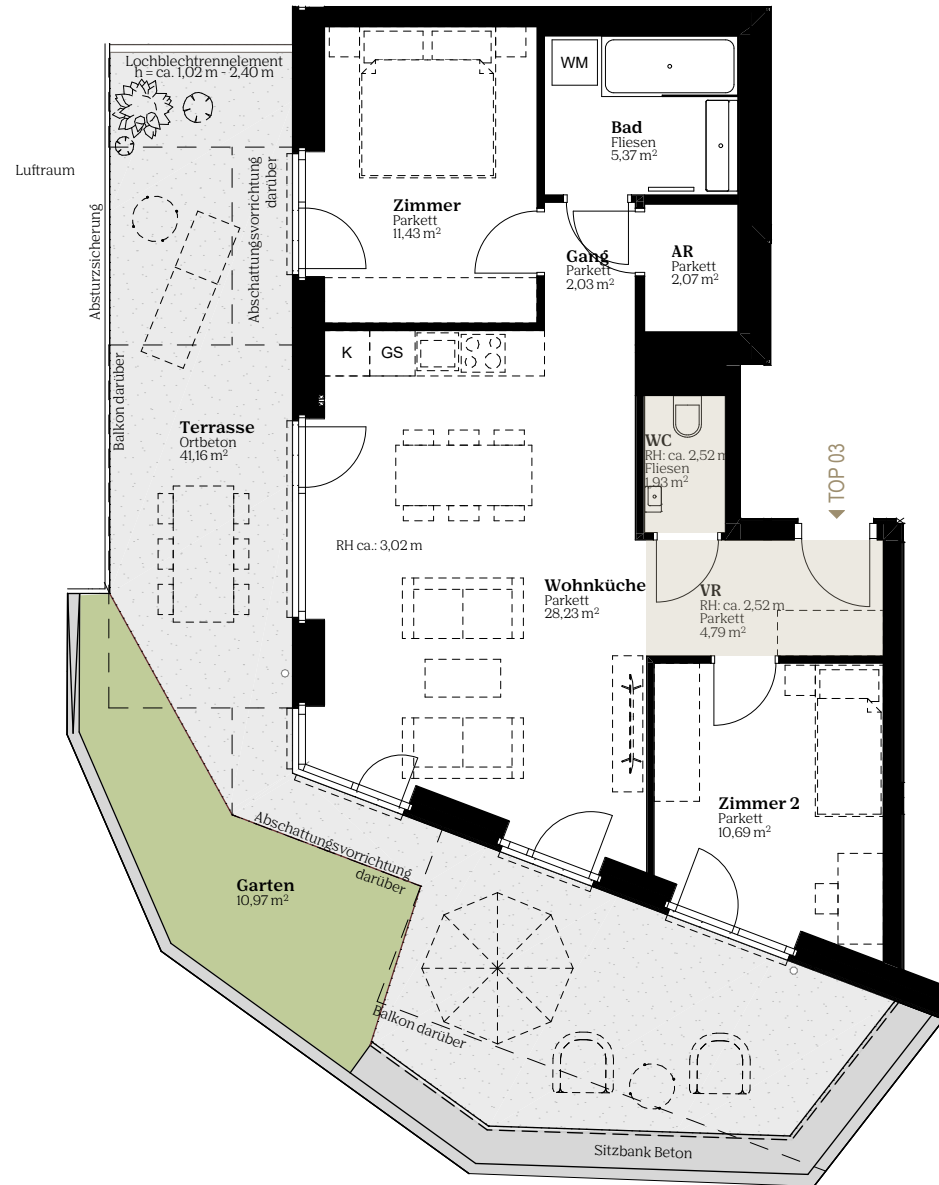 Lochblechtrennelement
h = ca. 1,02 m - 2,40 m
Luftraum
Absturzsicherung
Abschattungsvorrichtung
darüber
Balkon darüber
WM
Bad
Fliesen
5,37 m²
Zimmer
Parkett
11,43 m²
Gang
Parkett
2,03 m²
AR
Parkett
2,07 m²
K
GS
Terrasse
Ortbeton
41,16 m²
WC
RH: ca. 2,52 m
Fliesen
1,93 m²
TOP 03
RH ca.: 3,02 m
Wohnküche
Parkett
28,23 m²
VR
RH: ca. 2,52 m
Parkett
4,79 m²
Zimmer 2
Parkett
10,69 m²
Abschattungsvorrichtung
darüber
Garten
10,97 m²
Balkon darüber
Sitzbank Beton